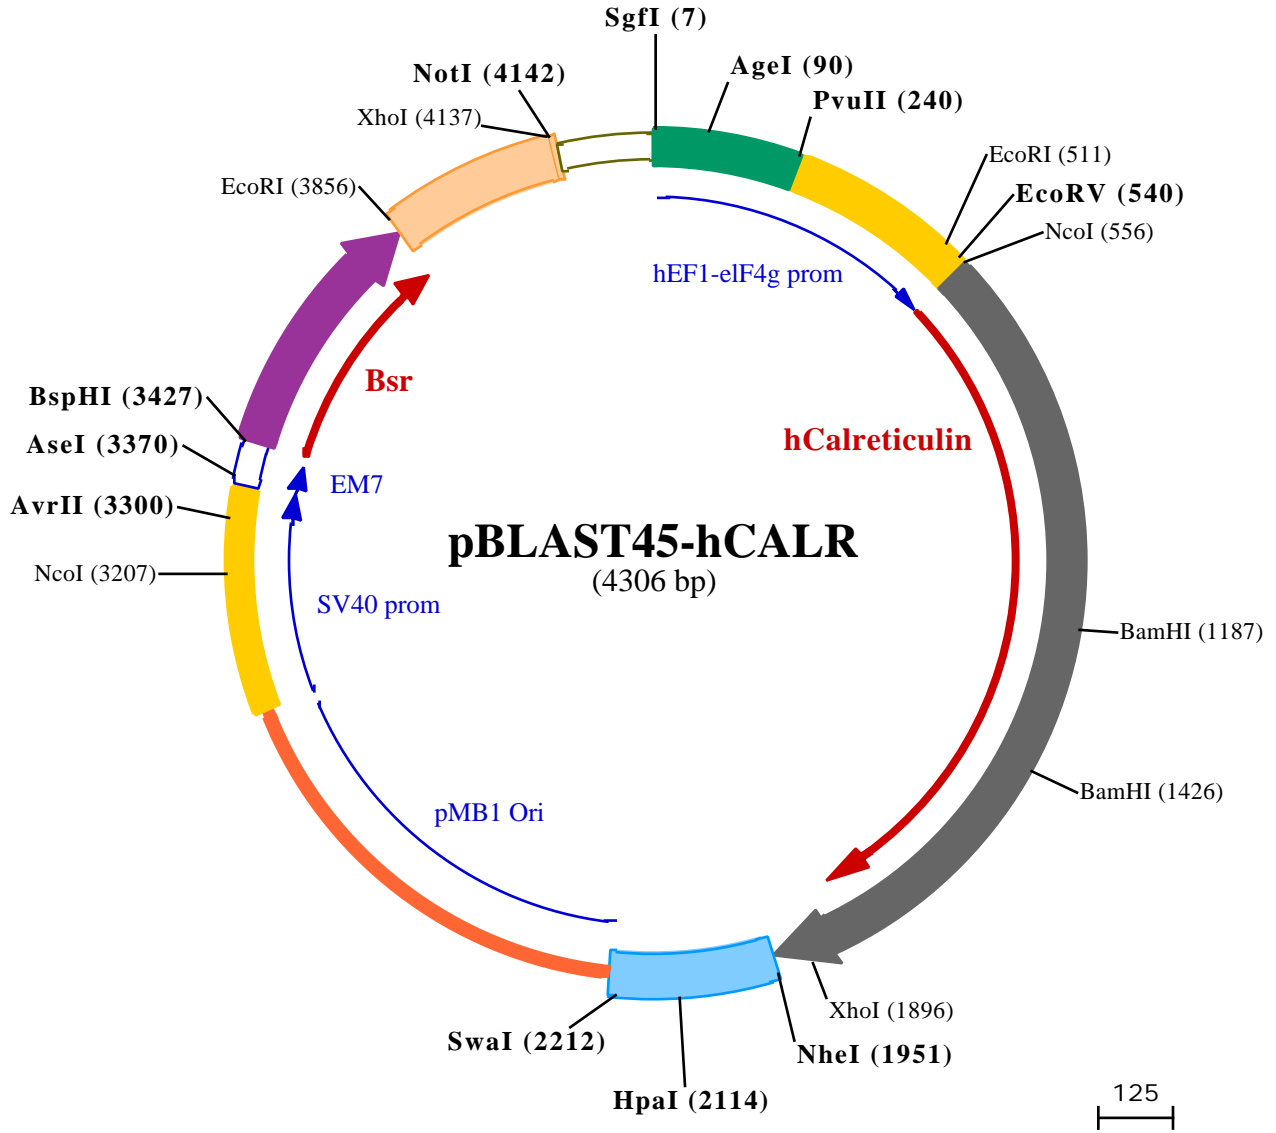 SgfI (7)
NotI (4142)
AgeI (90)
PvuII (240)
XhoI (4137)
EcoRI (511)
EcoRI (3856)
EcoRV (540)
NcoI (556)
hEF1-eIF4g prom
Bsr
BspHI (3427)
hCalreticulin
AseI (3370)
EM7
AvrII (3300)
pBLAST45-hCALR
(4306 bp)
NcoI (3207)
SV40 prom
BamHI (1187)
BamHI (1426)
pMB1 Ori
XhoI (1896)
SwaI (2212)
NheI (1951)
HpaI (2114)
125